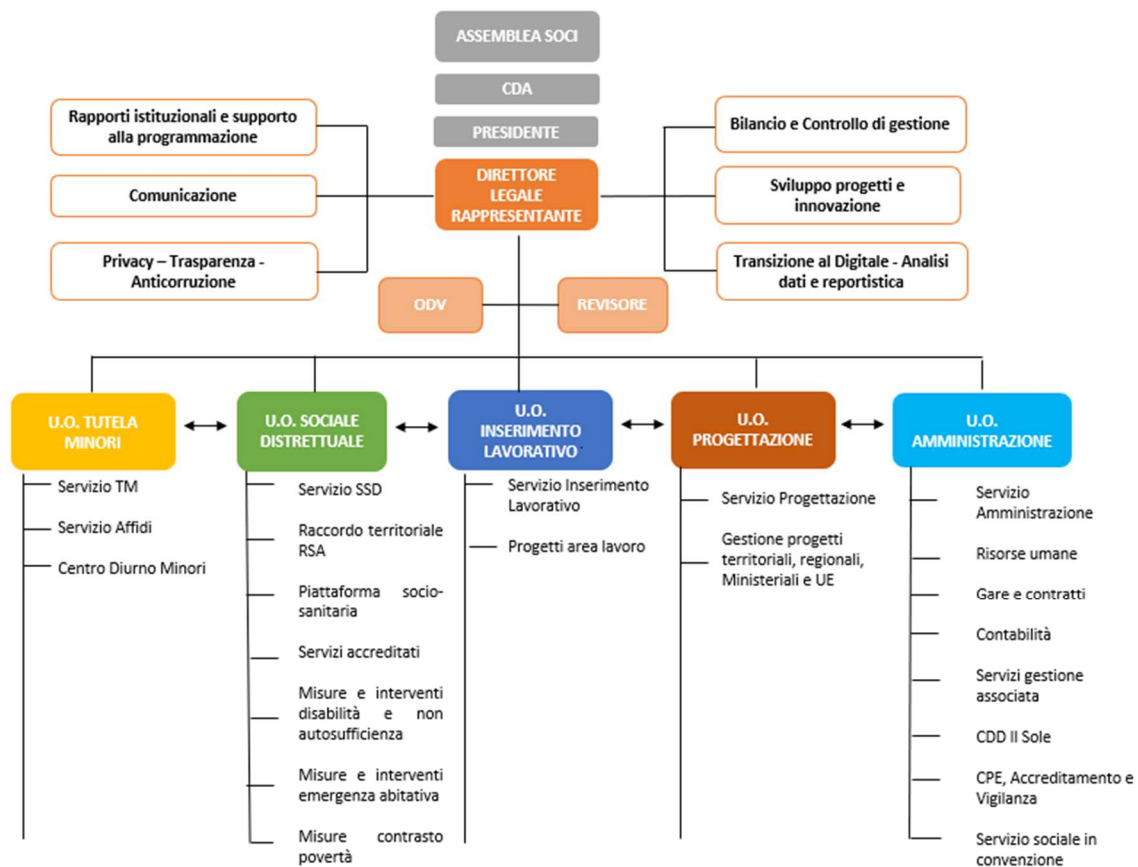 ASSEMBLEA SOCI
CDA
PRESIDENTE
DIRETTORE
LEGALE
RAPPRESENTANTE
Rapporti istituzionali e supporto
alla programmazione
Comunicazione
Privacy – Trasparenza -
Anticorruzione
Bilancio e Controllo di gestione
Sviluppo progetti e
innovazione
Transizione al Digitale - Analisi
dati e reportistica
ODV
REVISORE
U.O. TUTELA
MINORI
Servizio TM
Servizio Affidi
Centro Diurno Minori
U.O. SOCIALE
DISTRETTUALE
Servizio SSD
Raccordo territoriale
RSA
Piattaforma socio-
sanitaria
Servizi accreditati
Misure e interventi
disabilità e non
autosufficienza
Misure e interventi
emergenza abitativa
Misure contrasto
povertà
U.O.
INSERIMENTO
LAVORATIVO
Servizio Inserimento
Lavorativo
Progetti area lavoro
U.O.
PROGETTAZIONE
Servizio Progettazione
Gestione progetti
territoriali, regionali,
Ministeriali e UE
U.O.
AMMINISTRAZIONE
Servizio
Amministrazione
Risorse umane
Gare e contratti
Contabilità
Servizi gestione
associata
CDD Il Sole
CPE, Accreditamento e
Vigilanza
Servizio sociale in
convenzione